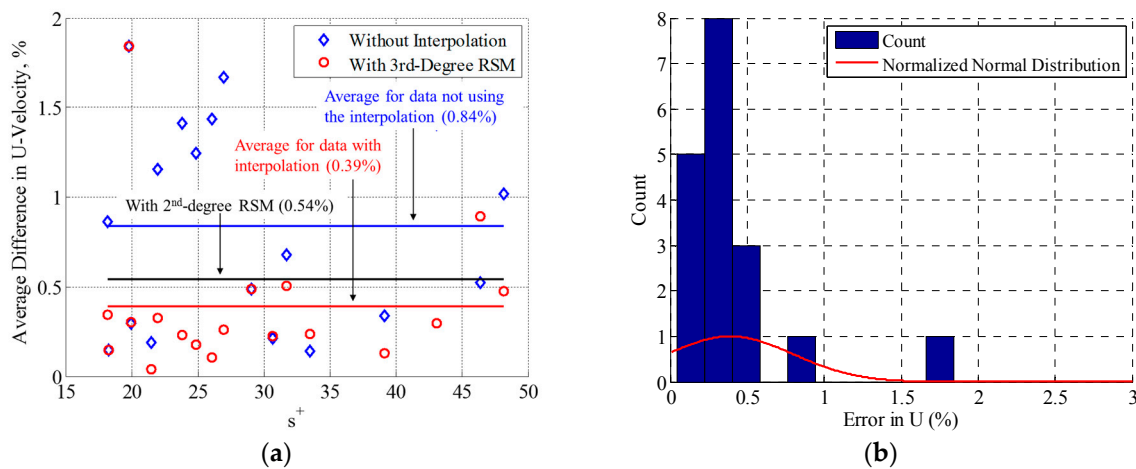 2
1.5
1
0.5
0
15 20 25 30 35 40 45 50
Average Difference in U-Velocity, %
s+
Without Interpolation
With 3rd-Degree RSM
Average for data not using
the interpolation (0.84%)
Average for data with
interpolation (0.39%)
With 2nd-degree RSM (0.54%)
(a)
8
7
6
5
4
3
2
1
0
0 0.5 1 1.5 2 2.5 3
Count
Error in U (%)
Count
Normalized Normal Distribution
(b)